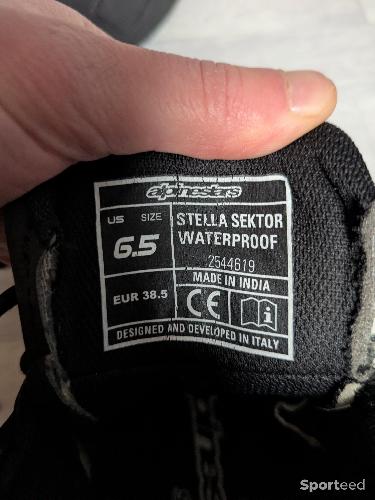 alpinestars
US SIZE
6.5
EUR 38.5
STELLA SEKTOR
WATERPROOF
2544619
MADE IN INDIA
CE
i
DESIGNED AND DEVELOPED IN ITALY
Sporteed